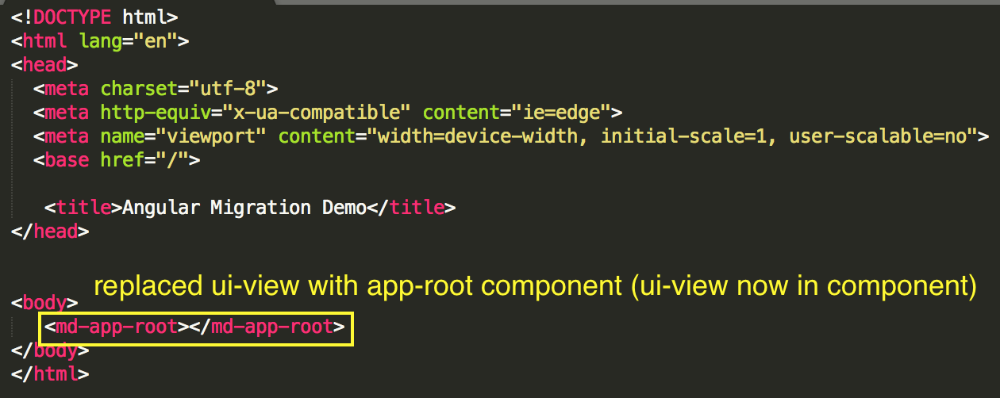 <!DOCTYPE html>
<html lang="en">
<head>
<meta charset="utf-8">
<meta http-equiv="x-ua-compatible" content="ie=edge">
<meta name="viewport" content="width=device-width, initial-scale=1, user-scalable=no">
<base href="/">
<title>Angular Migration Demo</title>
</head>
replaced ui-view with app-root component (ui-view now in component)
<body>
<md-app-root></md-app-root>
</body>
</html>